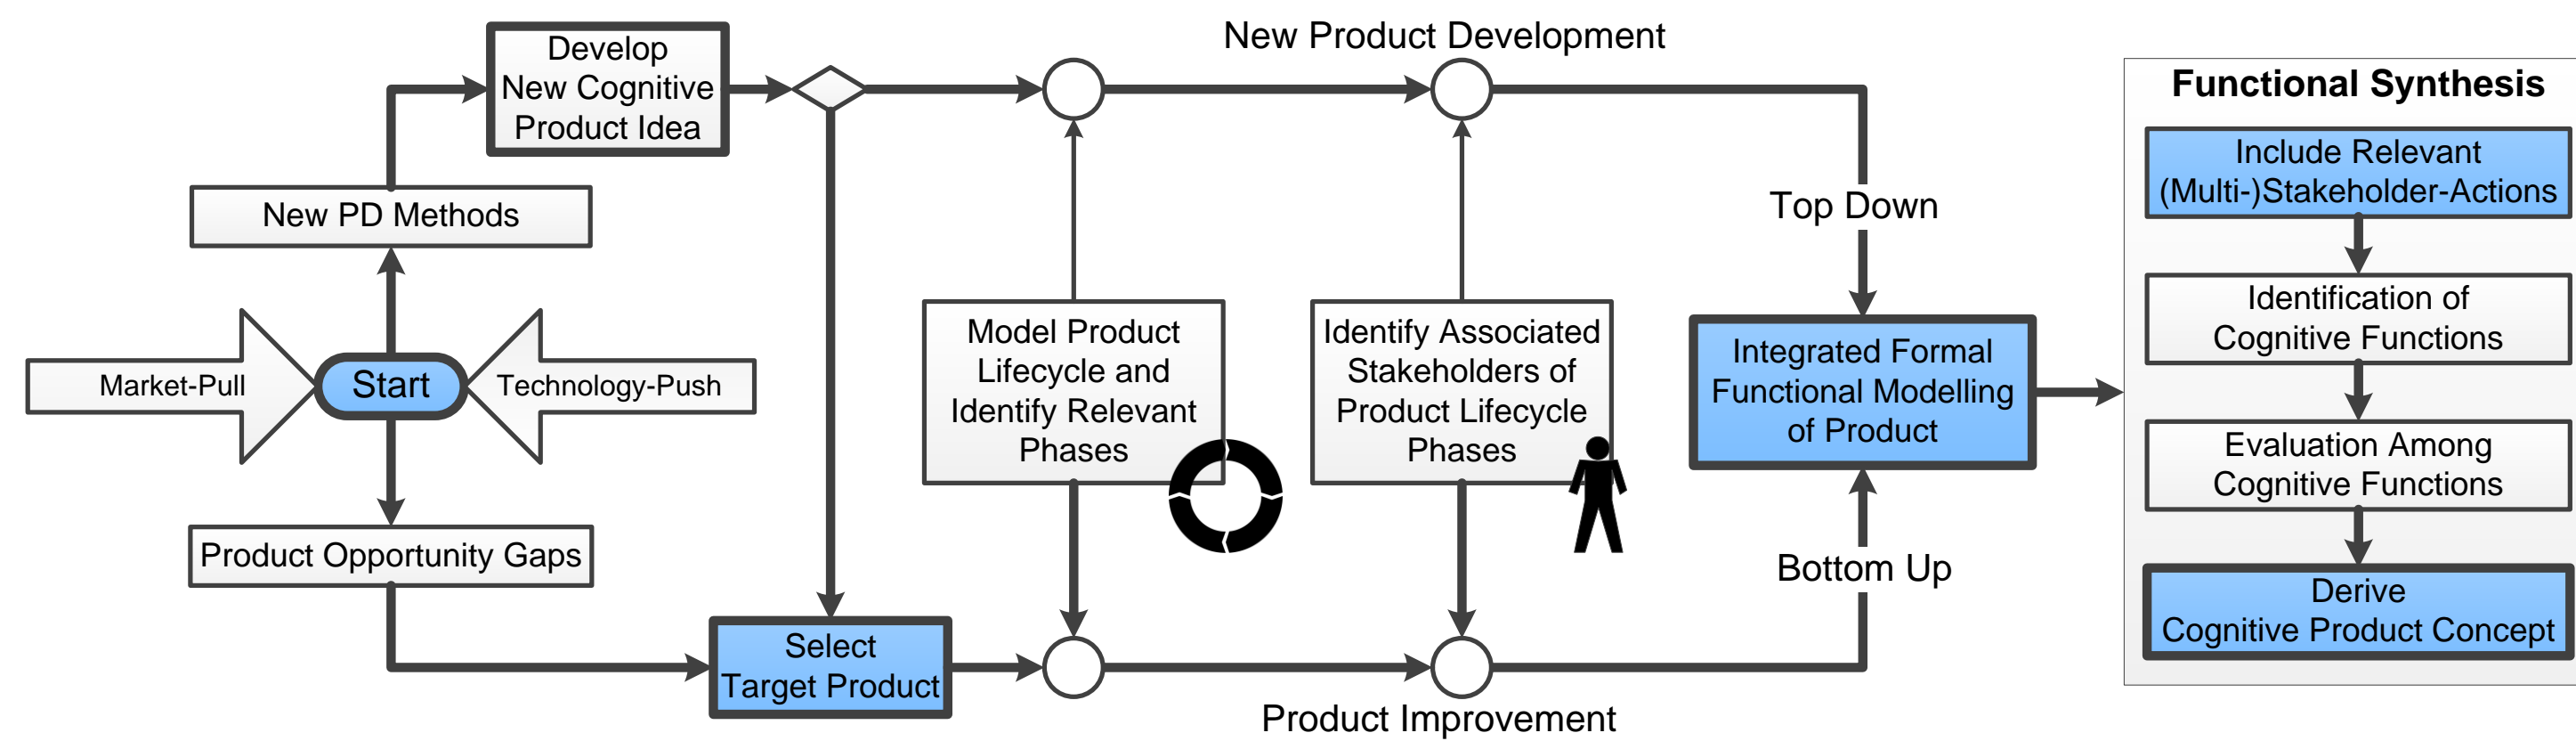 New Product Development
Develop
New Cognitive
Product Idea
New PD Methods
Market-Pull
Start
Technology-Push
Product Opportunity Gaps
Select
Target Product
Model Product
Lifecycle and
Identify Relevant
Phases
Identify Associated
Stakeholders of
Product Lifecycle
Phases
Product Improvement
Top Down
Integrated Formal
Functional Modelling
of Product
Bottom Up
Functional Synthesis
Include Relevant
(Multi-)Stakeholder-Actions
Identification of
Cognitive Functions
Evaluation Among
Cognitive Functions
Derive
Cognitive Product Concept